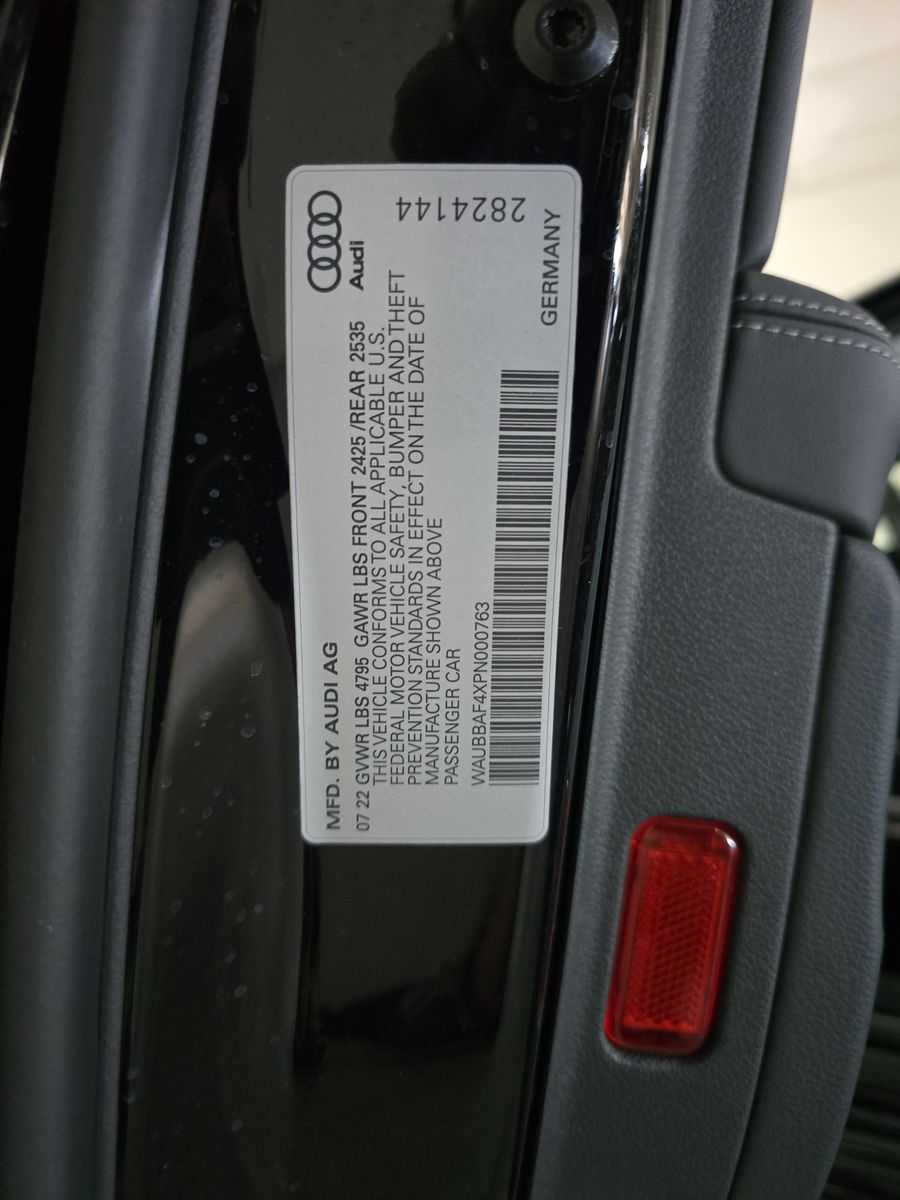 MFD. BY AUDI AG
Audi
07 22 GVWR LBS 4795 GAWR LBS FRONT 2425 /REAR 2535
THIS VEHICLE CONFORMS TO ALL APPLICABLE U.S.
FEDERAL MOTOR VEHICLE SAFETY, BUMPER AND THEFT
PREVENTION STANDARDS IN EFFECT ON THE DATE OF
MANUFACTURE SHOWN ABOVE
PASSENGER CAR
2824144
WAUBBAF4XPN000763
GERMANY